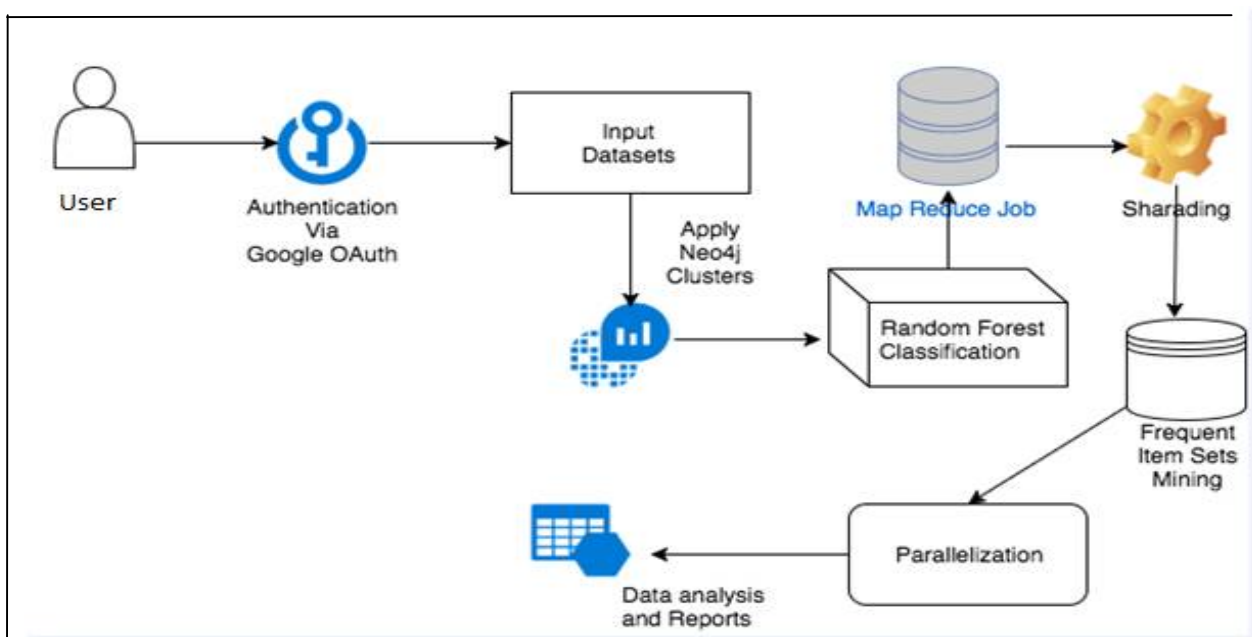 User
Authentication
Via
Google OAuth
Input
Datasets
Apply
Neo4j
Clusters
Map Reduce Job
Sharading
Random Forest
Classification
Frequent
Item Sets
Mining
Parallelization
Data analysis
and Reports